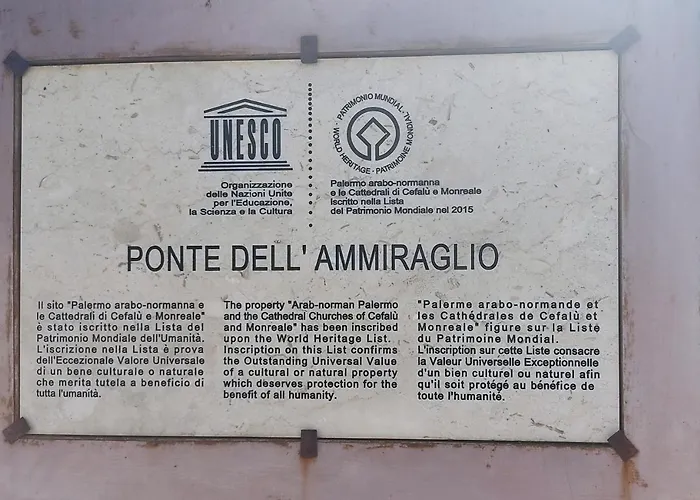 UNESCO
Organizzazione
delle Nazioni Unite
per l'Educazione,
la Scienza e la Cultura
PATRIMONIO MUNDIAL · WORLD HERITAGE · PATRIMOINE MONDIAL ·
Palermo arabo-normanna
e le Cattedrali di Cefalù e Monreale
Iscritto nella Lista
del Patrimonio Mondiale nel 2015
PONTE DELL' AMMIRAGLIO
Il sito "Palermo arabo-normanna e
le Cattedrali di Cefalù e Monreale"
è stato iscritto nella Lista del
Patrimonio Mondiale dell'Umanità.
L'iscrizione nella Lista è prova
dell'Eccezionale Valore Universale
di un bene culturale o naturale
che merita tutela a beneficio di
tutta l'umanità.
The property "Arab-norman Palermo
and the Cathedral Churches of Cefalù
and Monreale" has been inscribed
upon the World Heritage List.
Inscription on this List confirms
the Outstanding Universal Value
of a cultural or natural property
which deserves protection for the
benefit of all humanity.
"Palerme arabo-normande et
les Cathédrales de Cefalù et
Monreale" figure sur la Liste
du Patrimoine Mondial.
L'inscription sur cette Liste consacre
la Valeur Universelle Exceptionnelle
d'un bien culturel ou naturel afin
qu'il soit protégé au bénéfice de
toute l'humanité.